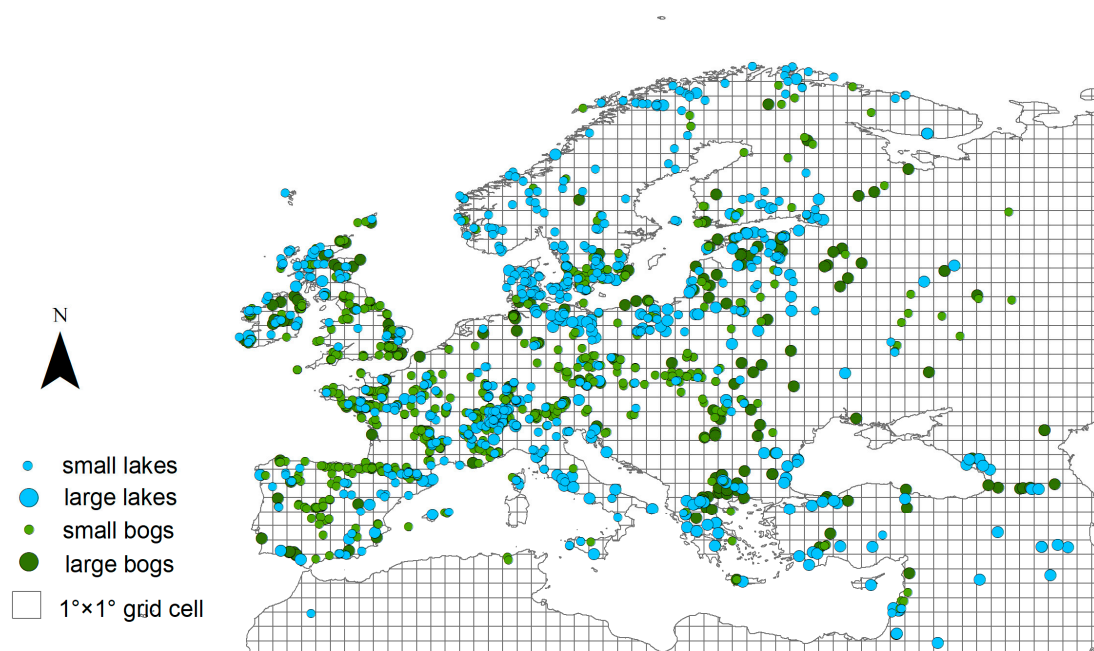 N
small lakes
large lakes
small bogs
large bogs
1°×1° grid cell